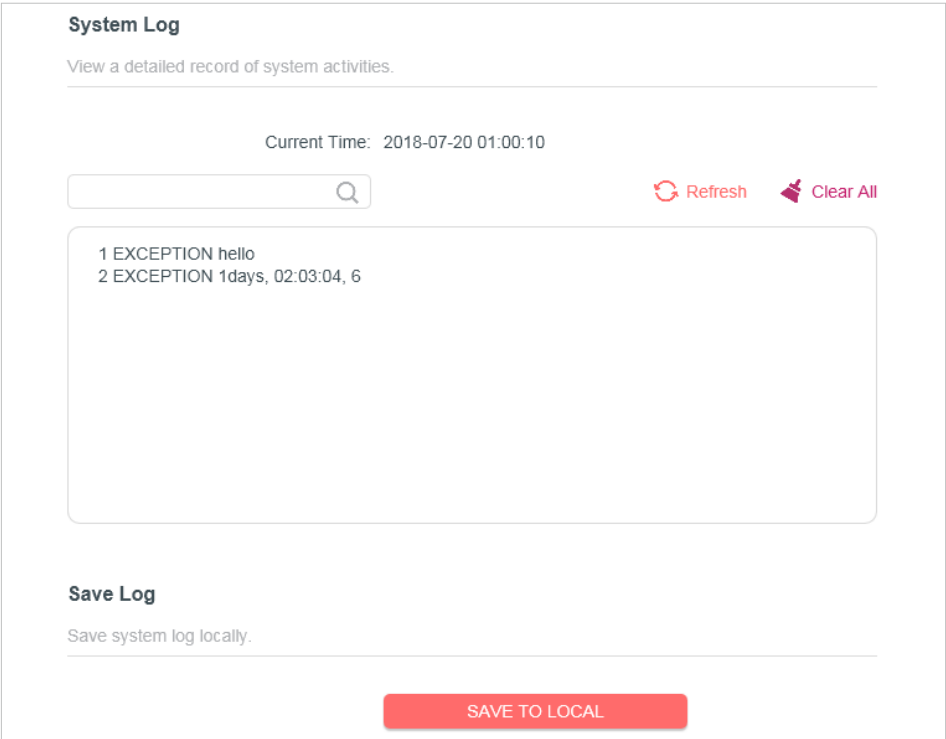 System Log
View a detailed record of system activities.
Current Time: 2018-07-20 01:00:10
Refresh
Clear All
1 EXCEPTION hello
2 EXCEPTION 1days, 02:03:04, 6
Save Log
Save system log locally.
SAVE TO LOCAL